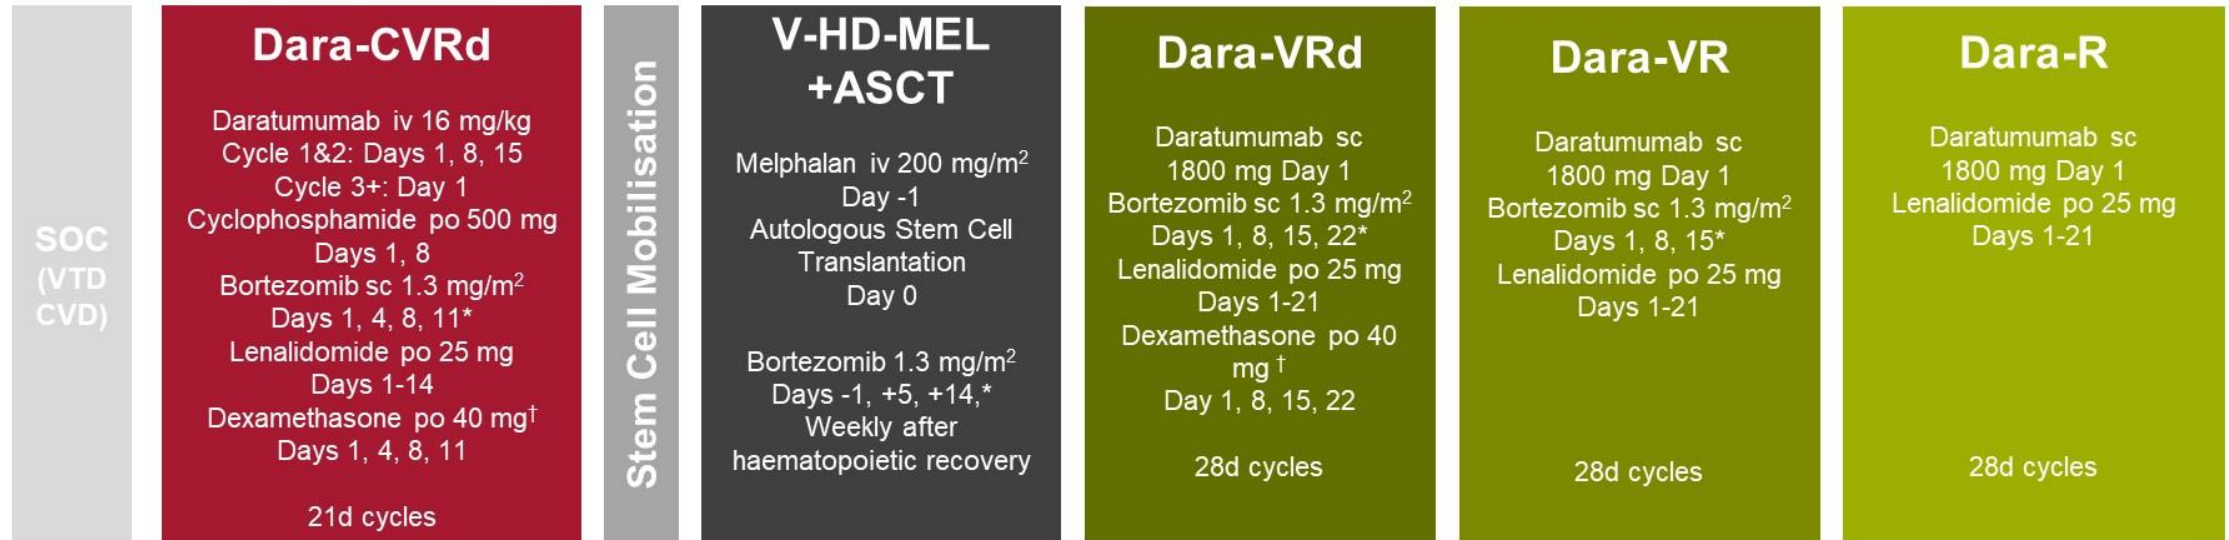 SOC
(VTD
CVD)
Dara-CVRd
Daratumumab iv 16 mg/kg
Cycle 1&2: Days 1, 8, 15
Cycle 3+: Day 1
Cyclophosphamide po 500 mg
Days 1, 8
Bortezomib sc 1.3 mg/m²
Days 1, 4, 8, 11*
Lenalidomide po 25 mg
Days 1-14
Dexamethasone po 40 mg†
Days 1, 4, 8, 11
21d cycles
Stem Cell Mobilisation
V-HD-MEL
+ASCT
Melphalan iv 200 mg/m²
Day -1
Autologous Stem Cell
Translantation
Day 0
Bortezomib 1.3 mg/m²
Days -1, +5, +14,*
Weekly after
haematopoietic recovery
Dara-VRd
Daratumumab sc
1800 mg Day 1
Bortezomib sc 1.3 mg/m²
Days 1, 8, 15, 22*
Lenalidomide po 25 mg
Days 1-21
Dexamethasone po 40
mg †
Day 1, 8, 15, 22
28d cycles
Dara-VR
Daratumumab sc
1800 mg Day 1
Bortezomib sc 1.3 mg/m²
Days 1, 8, 15*
Lenalidomide po 25 mg
Days 1-21
28d cycles
Dara-R
Daratumumab sc
1800 mg Day 1
Lenalidomide po 25 mg
Days 1-21
28d cycles